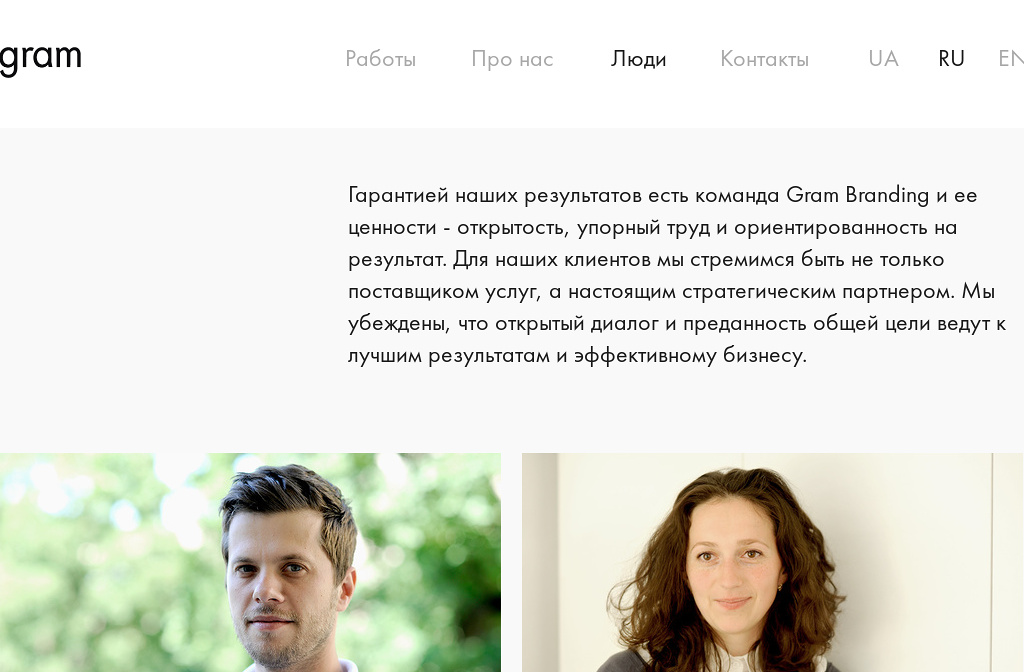 gram
Работы Про нас Люди Контакты UA RU EN
Гарантией наших результатов есть команда Gram Branding и ее
ценности - открытость, упорный труд и ориентированность на
результат. Для наших клиентов мы стремимся быть не только
поставщиком услуг, а настоящим стратегическим партнером. Мы
убеждены, что открытый диалог и преданность общей цели ведут к
лучшим результатам и эффективному бизнесу.